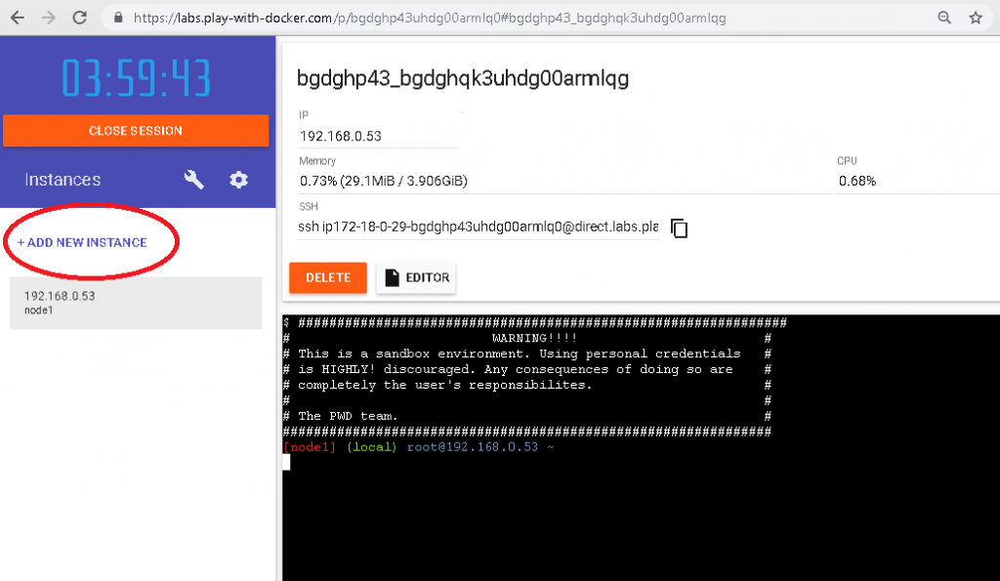 https://labs.play-with-docker.com/p/bgdghp43uhdg00armlq0#bgdghp43_bgdghqk3uhdg00armlqg
03:59:43
CLOSE SESSION
Instances
+ ADD NEW INSTANCE
192.168.0.53
node1
bgdghp43_bgdghqk3uhdg00armlqg
IP
192.168.0.53
Memory
CPU
0.73% (29.1MiB / 3.906GiB)
0.68%
SSH
ssh ip172-18-0-29-bgdghp43uhdg00armlq0@direct.labs.pla
DELETE
EDITOR
$ ###############################################################
# WARNING!!!! #
# This is a sandbox environment. Using personal credentials #
# is HIGHLY! discouraged. Any consequences of doing so are #
# completely the user's responsibilites. #
# #
# The PWD team. #
###############################################################
[node1] (local) root@192.168.0.53 ~